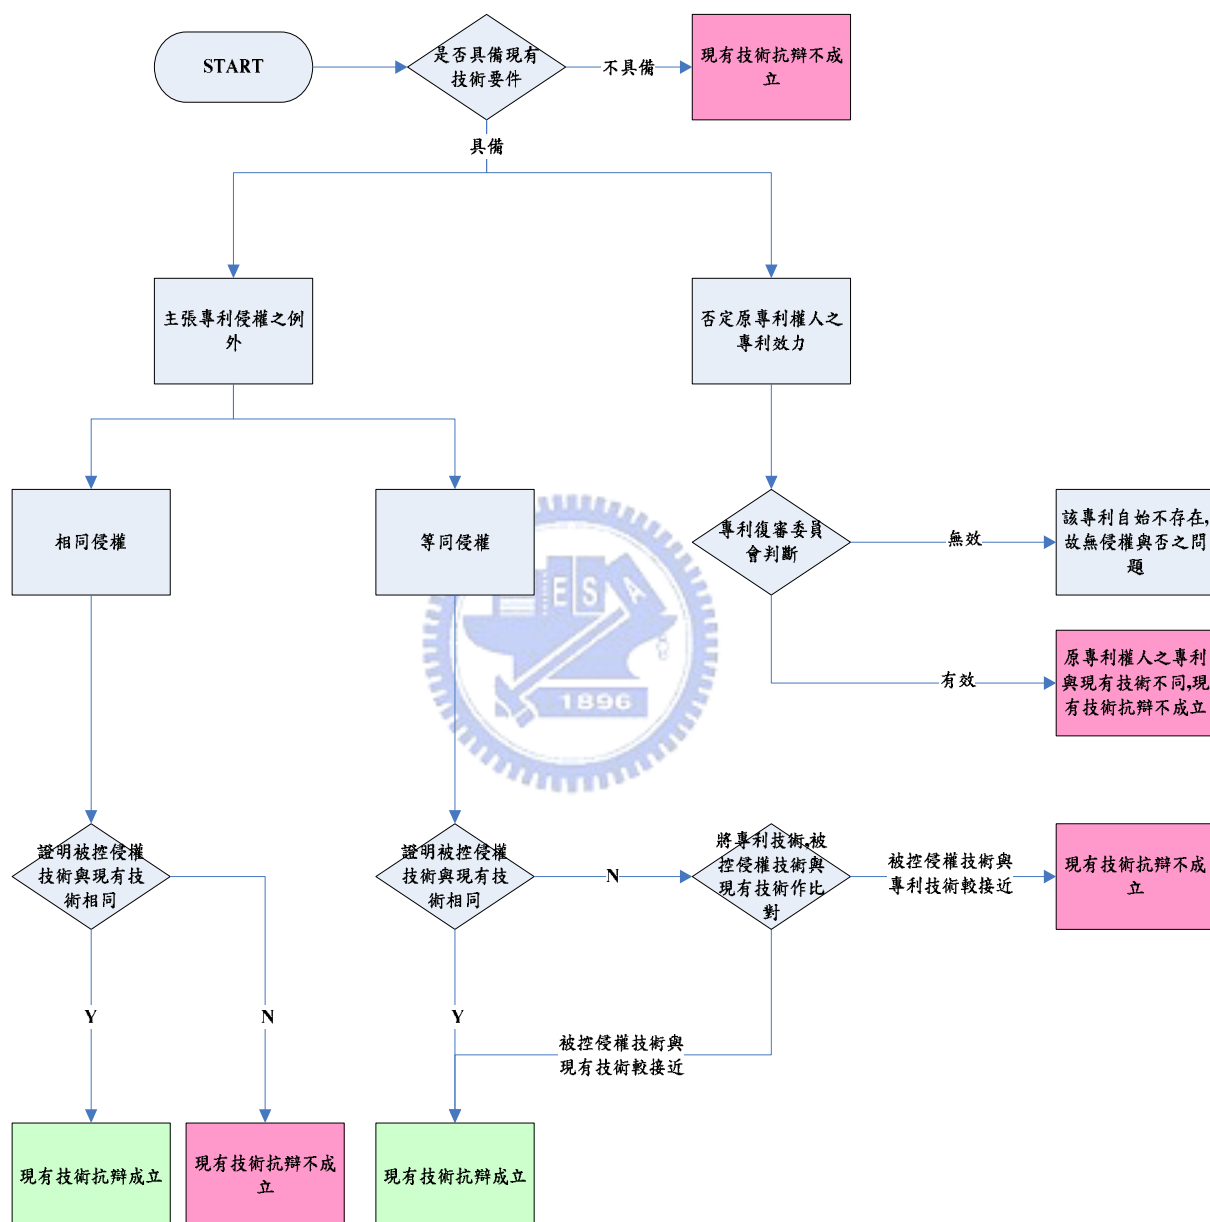 START
是否具備現有
技術要件
不具備
現有技術抗辯不成
立
具備
主張專利侵權之例
外
否定原專利權人之
專利效力
相同侵權
等同侵權
專利復審委員
會判斷
無效
該專利自始不存在,
故無侵權與否之問
題
有效
原專利權人之專利
與現有技術不同,現
有技術抗辯不成立
ESA
1896
證明被控侵權
技術與現有技
術相同
證明被控侵權
技術與現有技
術相同
N
將專利技術,被
控侵權技術與
現有技術作比
對
被控侵權技術與
專利技術較接近
現有技術抗辯不成
立
Y
N
Y
被控侵權技術與
現有技術較接近
現有技術抗辯成立
現有技術抗辯不成
立
現有技術抗辯成立